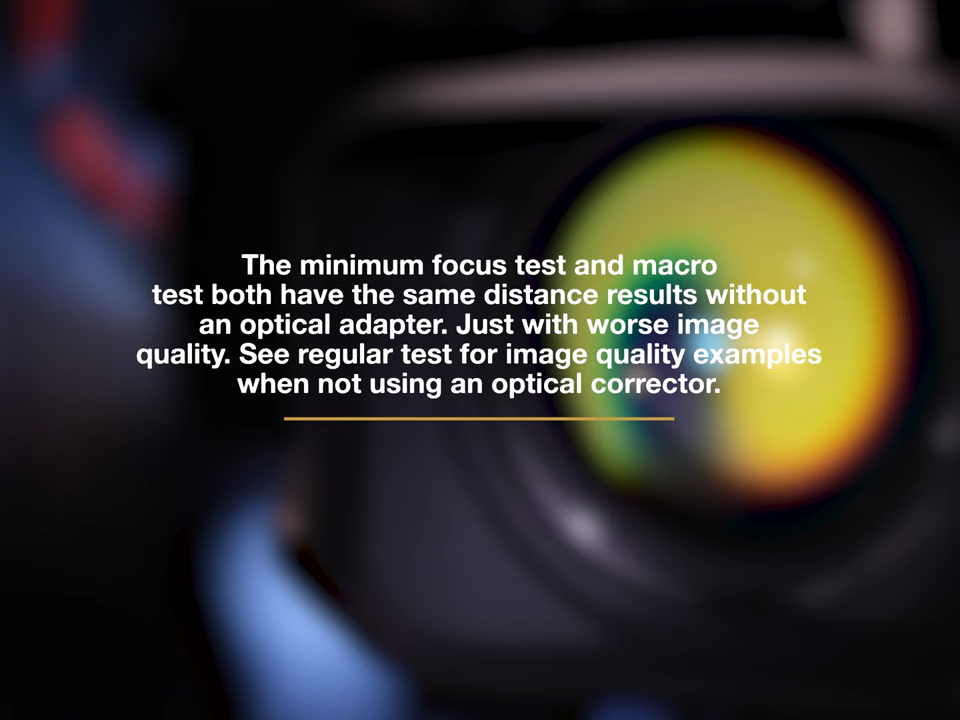 The minimum focus test and macro
test both have the same distance results without
an optical adapter. Just with worse image
quality. See regular test for image quality examples
when not using an optical corrector.